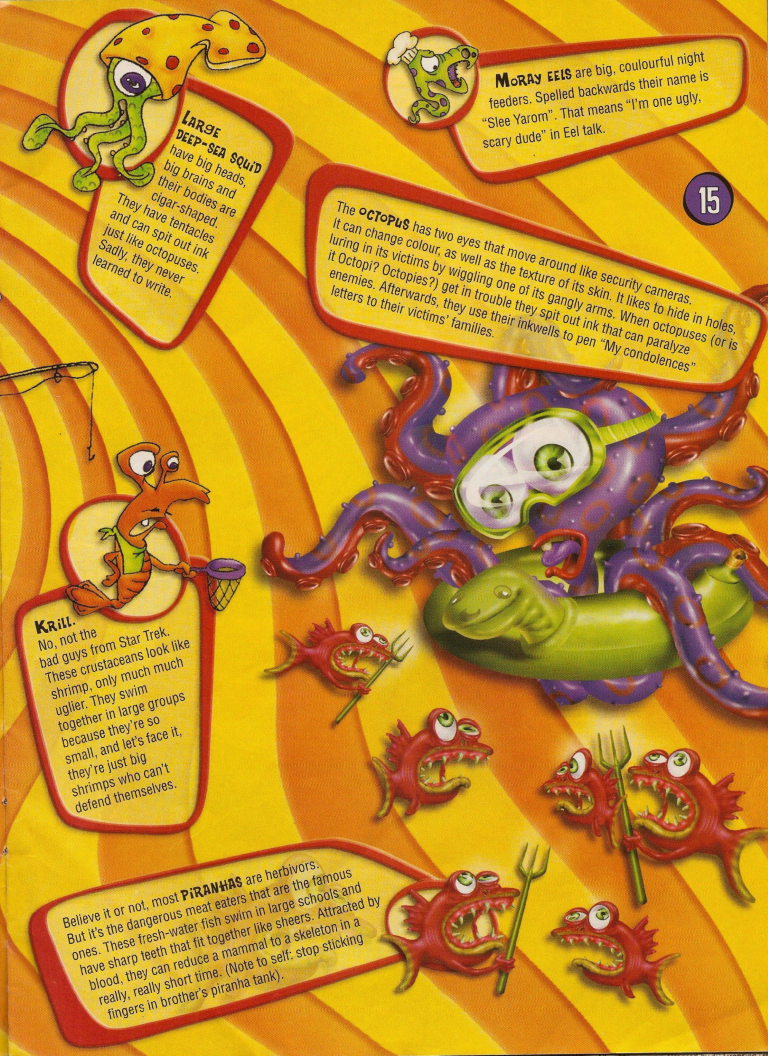 LARGE
DEEP-SEA SQUID
have big heads,
big brains and
their bodies are
cigar-shaped.
They have tentacles
and can spit out ink
just like octopuses.
Sadly, they never
learned to write.
MORAY EELS are big, coulourful night
feeders. Spelled backwards their name is
“Slee Yarom”. That means “I'm one ugly,
scary dude” in Eel talk.
15
The OCTOPUS has two eyes that move around like security cameras.
It can change colour, as well as the texture of its skin. It likes to hide in holes,
luring in its victims by wiggling one of its gangly arms. When octopuses (or is
it Octopi? Octopies?) get in trouble they spit out ink that can paralyze
enemies. Afterwards, they use their inkwells to pen “My condolences”
letters to their victims' families.
KRILL.
No, not the
bad guys from Star Trek.
These crustaceans look like
shrimp, only much much
uglier. They swim
together in large groups
because they're so
small, and let's face it,
they're just big
shrimps who can't
defend themselves.
Believe it or not, most PIRANHAS are herbivors.
But it's the dangerous meat eaters that are the famous
ones. These fresh-water fish swim in large schools and
have sharp teeth that fit together like sheers. Attracted by
blood, they can reduce a mammal to a skeleton in a
really, really short time. (Note to self: stop sticking
fingers in brother's piranha tank).